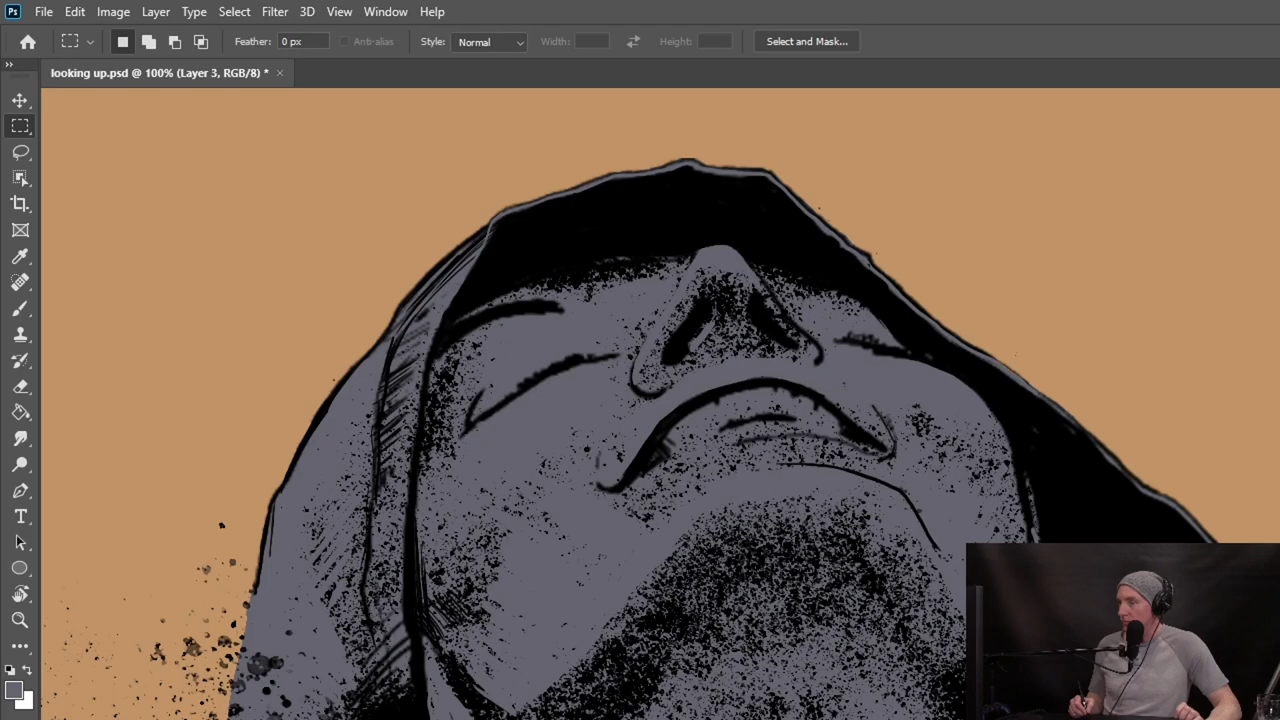 Ps File Edit Image Layer Type Select Filter 3D View Window Help
Feather: 0 px Anti-alias Style: Normal Width: Height: Select and Mask...
looking up.psd @ 100% (Layer 3, RGB/8) * ×